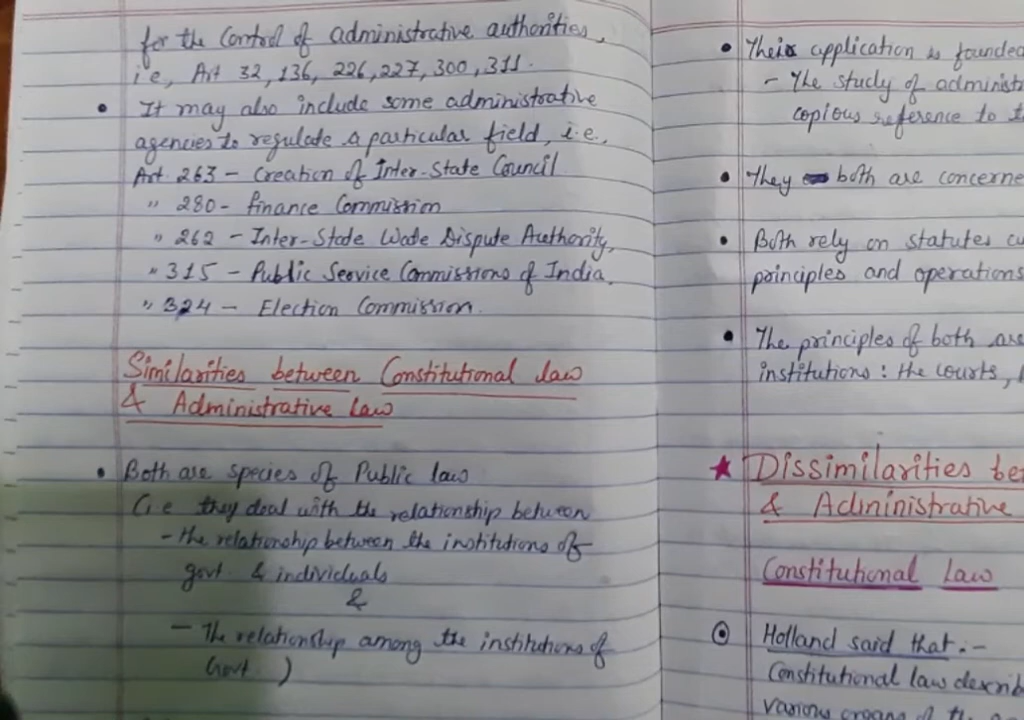 for the Control of administrative authorities,
i.e, Art 32, 136, 226, 227, 300, 311.
• It may also include some administrative
agencies to regulate a particular field, i.e.,
Art 263 - Creation of Inter-State Council
" 280- finance Commission
" 262 - Inter-State Wate Dispute Authority,
" 315 - Public Service Commissions of India.
" 324 - Election Commission.
Similarities between Constitutional law
& Administrative Law
• Both are species of Public law
(i.e they deal with the relationship between
- the relationship between the institutions of
govt. & individuals
&
- The relationship among the institutions of
Govt. )
• Their application is founded
- The study of administ
copious reference to t
• They both are concerne
• Both rely on statutes
principles and operations
• The principles of both are
institutions : the courts,
★ Dissimilarities be
& Administrative
Constitutional Law
Holland said that :-
Constitutional law describ
various organs of the